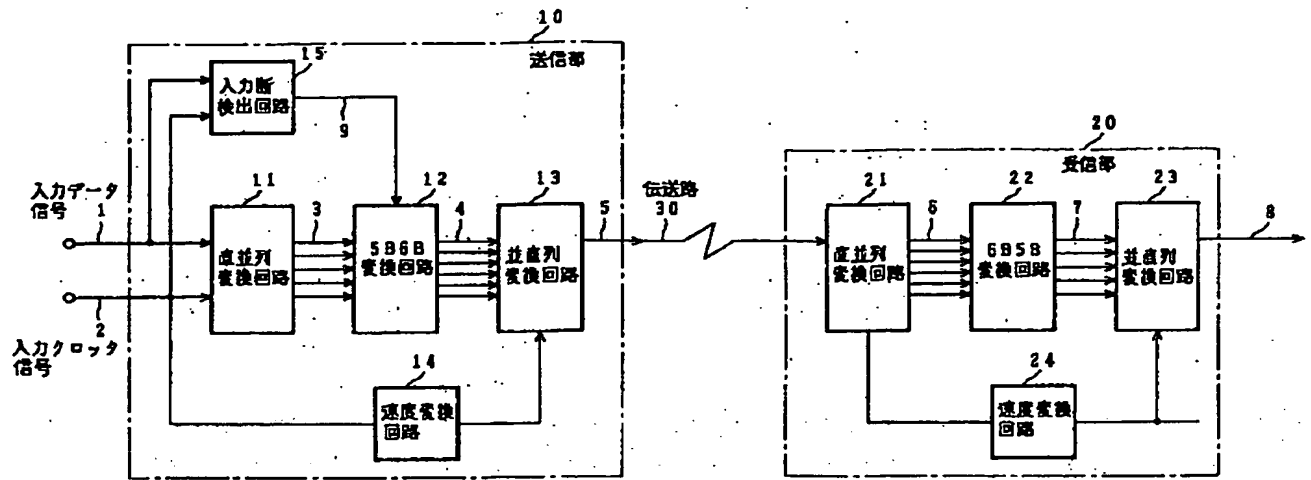 10
送信部
15
入力断
検出回路
9
入力データ
信号
1
11
直並列
変換回路
3
12
5B6B
変換回路
4
13
並直列
変換回路
5
伝送路
30
2
入力クロック
信号
14
速度変換
回路
20
受信部
21
直並列
変換回路
6
22
6B5B
変換回路
7
23
並直列
変換回路
8
24
速度変換
回路